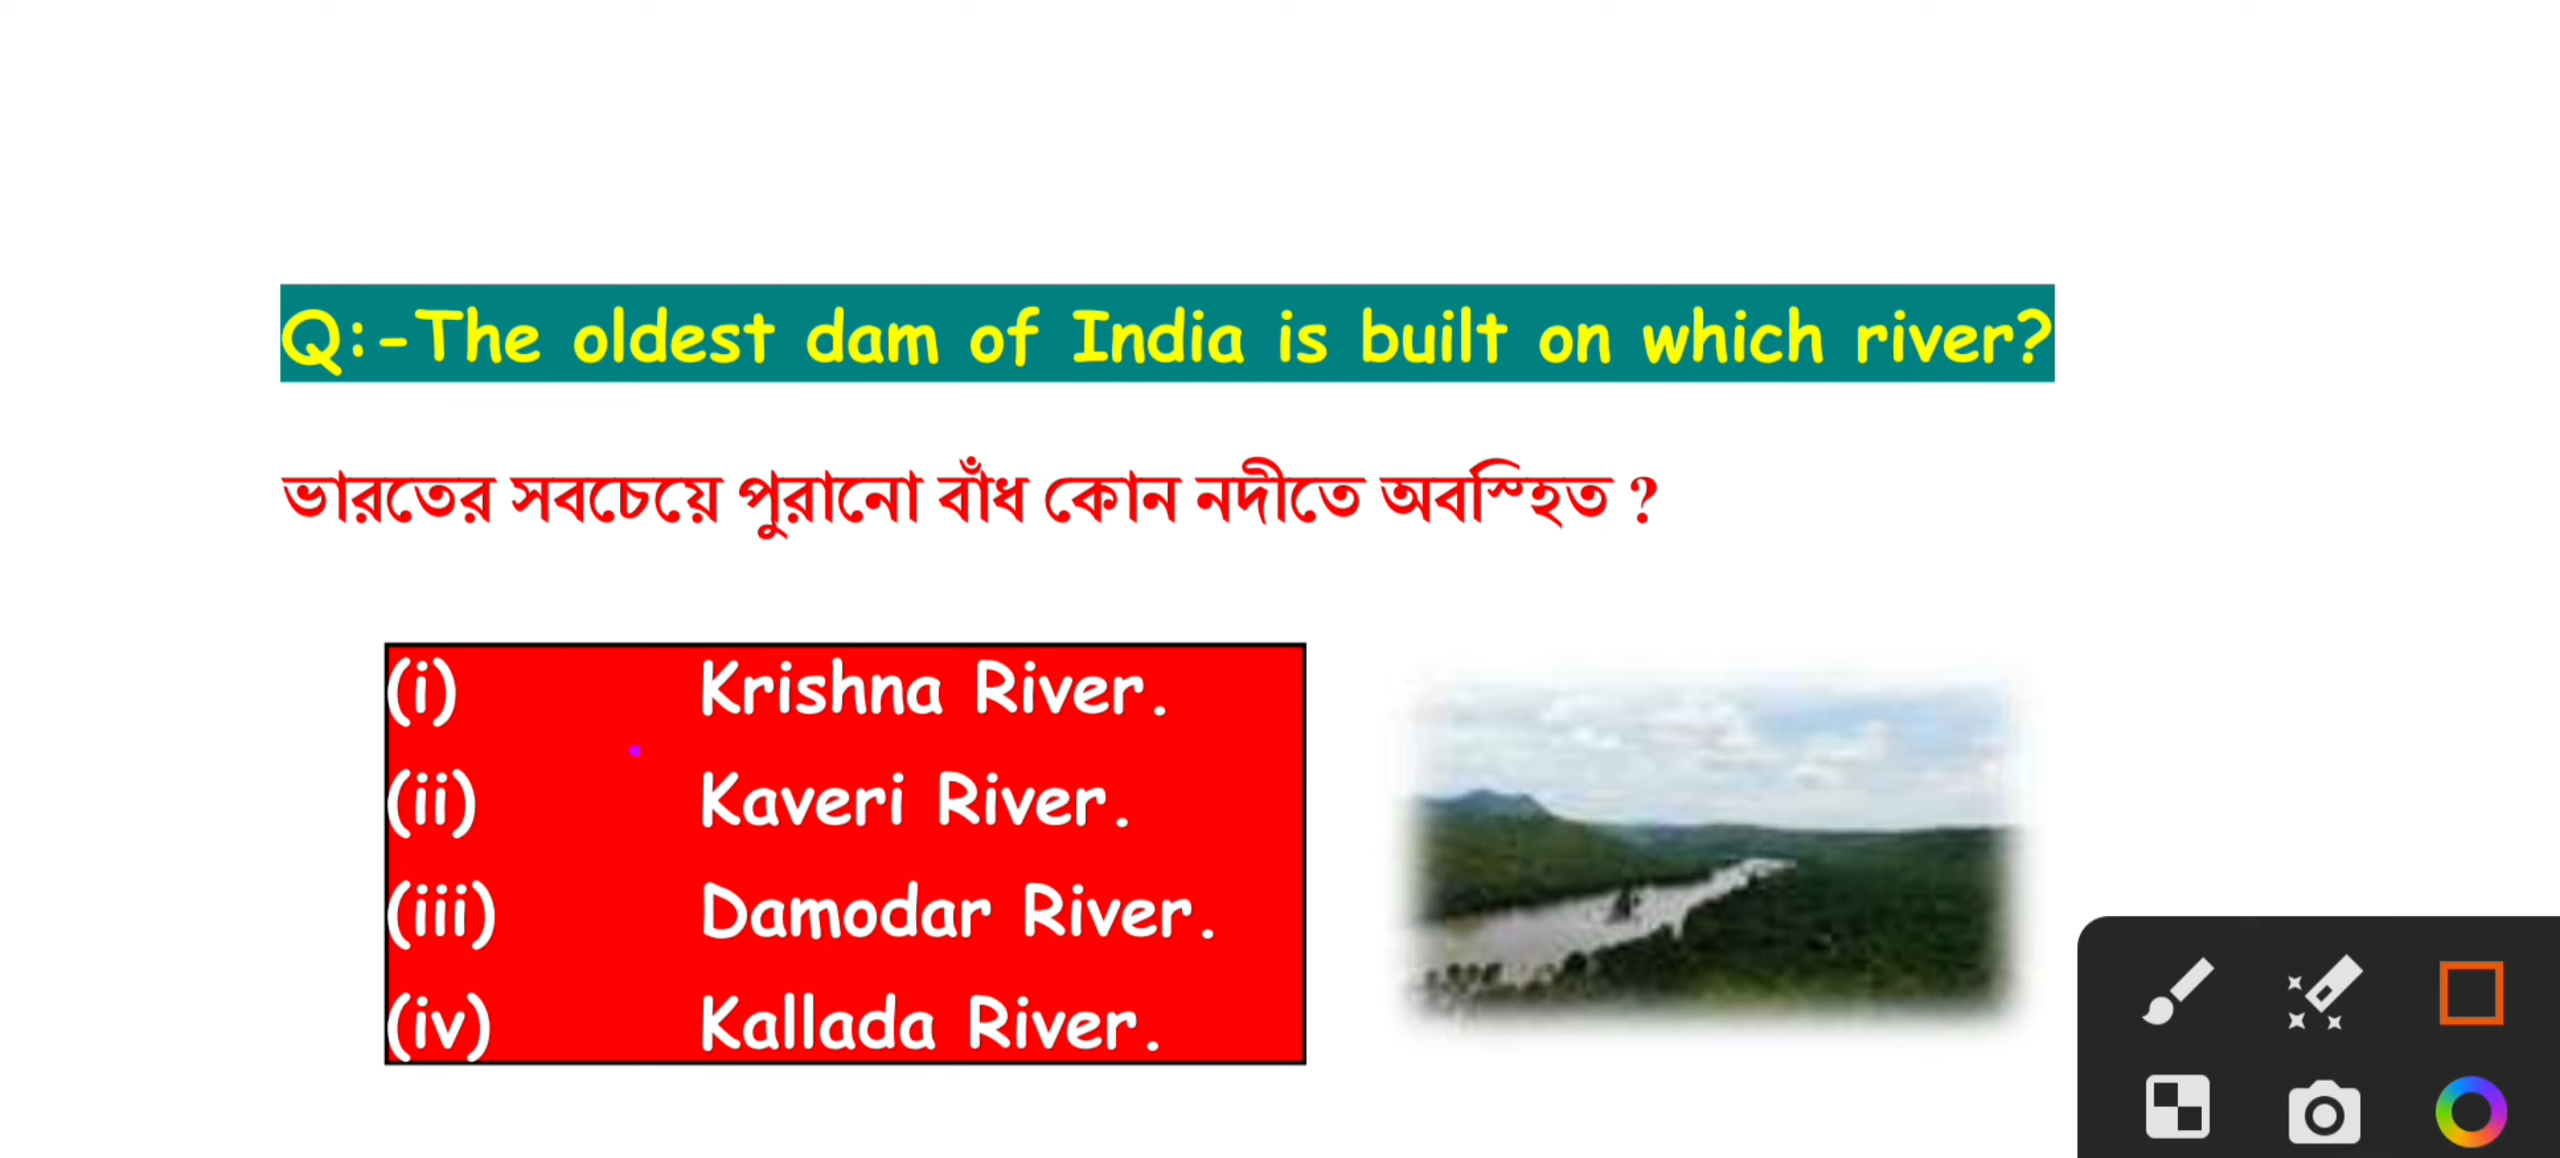 Q:-The oldest dam of India is built on which river?
ভারতের সবচেয়ে পুরানো বাঁধ কোন নদীতে অবস্হিত ?
(i) Krishna River.
(ii) Kaveri River.
(iii) Damodar River.
(iv) Kallada River.